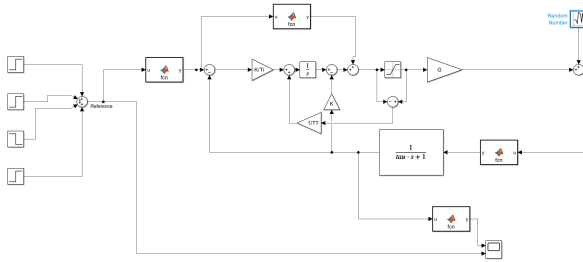 Random
Number
u
y
fcn
u
y
fcn
K/Ti
1
s
G
K
Reference
1/TT
1
tau · s + 1
y
u
fcn
u
y
fcn